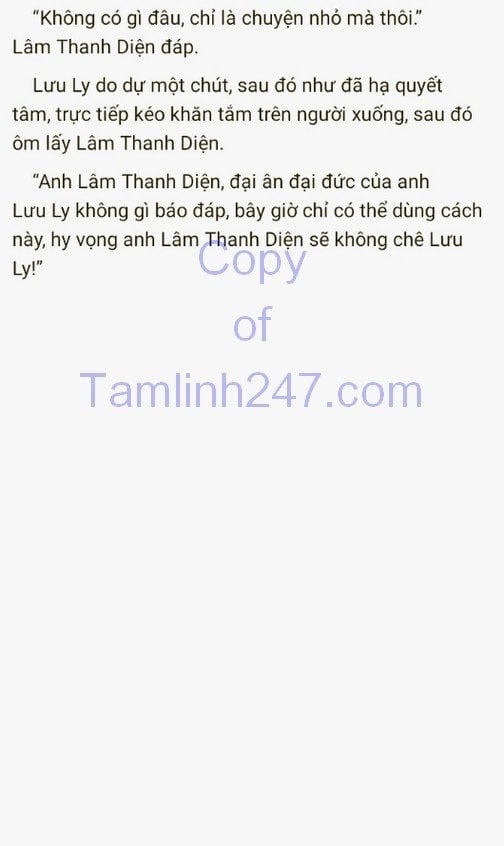 “Không có gì đâu, chỉ là chuyện nhỏ mà thôi.”
Lâm Thanh Diện đáp.
Lưu Ly do dự một chút, sau đó như đã hạ quyết
tâm, trực tiếp kéo khăn tắm trên người xuống, sau đó
ôm lấy Lâm Thanh Diện.
“Anh Lâm Thanh Diện, đại ân đại đức của anh
Lưu Ly không gì báo đáp, bây giờ chỉ có thể dùng cách
này, hy vọng anh Lâm Thanh Diện sẽ không chê Lưu
Ly!”
Copy
of
Tamlinh247.com